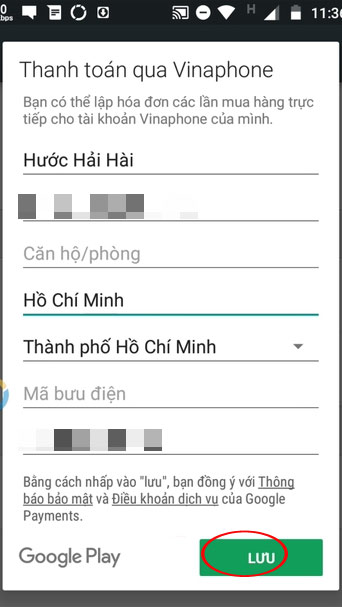 0
bps
H
11:36
Thanh toán qua Vinaphone
Bạn có thể lập hóa đơn các lần mua hàng trực
tiếp cho tài khoản Vinaphone của mình.
Hước Hải Hài
Căn hộ/phòng
Hồ Chí Minh
Thành phố Hồ Chí Minh
Mã bưu điện
Bằng cách nhấp vào "lưu", bạn đồng ý với Thông
báo bảo mật và Điều khoản dịch vụ của Google
Payments.
Google Play
LƯU